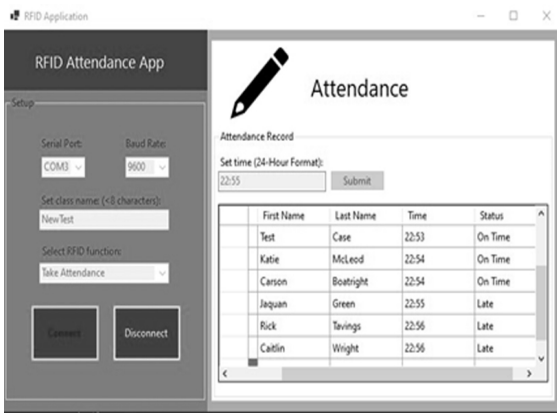 RFID Application
RFID Attendance App
Setup
Serial Port:
Baud Rate:
COM3
9600
Set class name: (<8 characters):
NewTest
Select RFID function:
Take Attendance
Connect
Disconnect
Attendance
Attendance Record
Set time (24-Hour Format):
22:55
Submit
First Name Last Name Time Status
Test Case 22:53 On Time
Katie McLeod 22:54 On Time
Carson Boatright 22:54 On Time
Jaquan Green 22:55 Late
Rick Tavings 22:56 Late
Caitlin Wright 22:56 Late